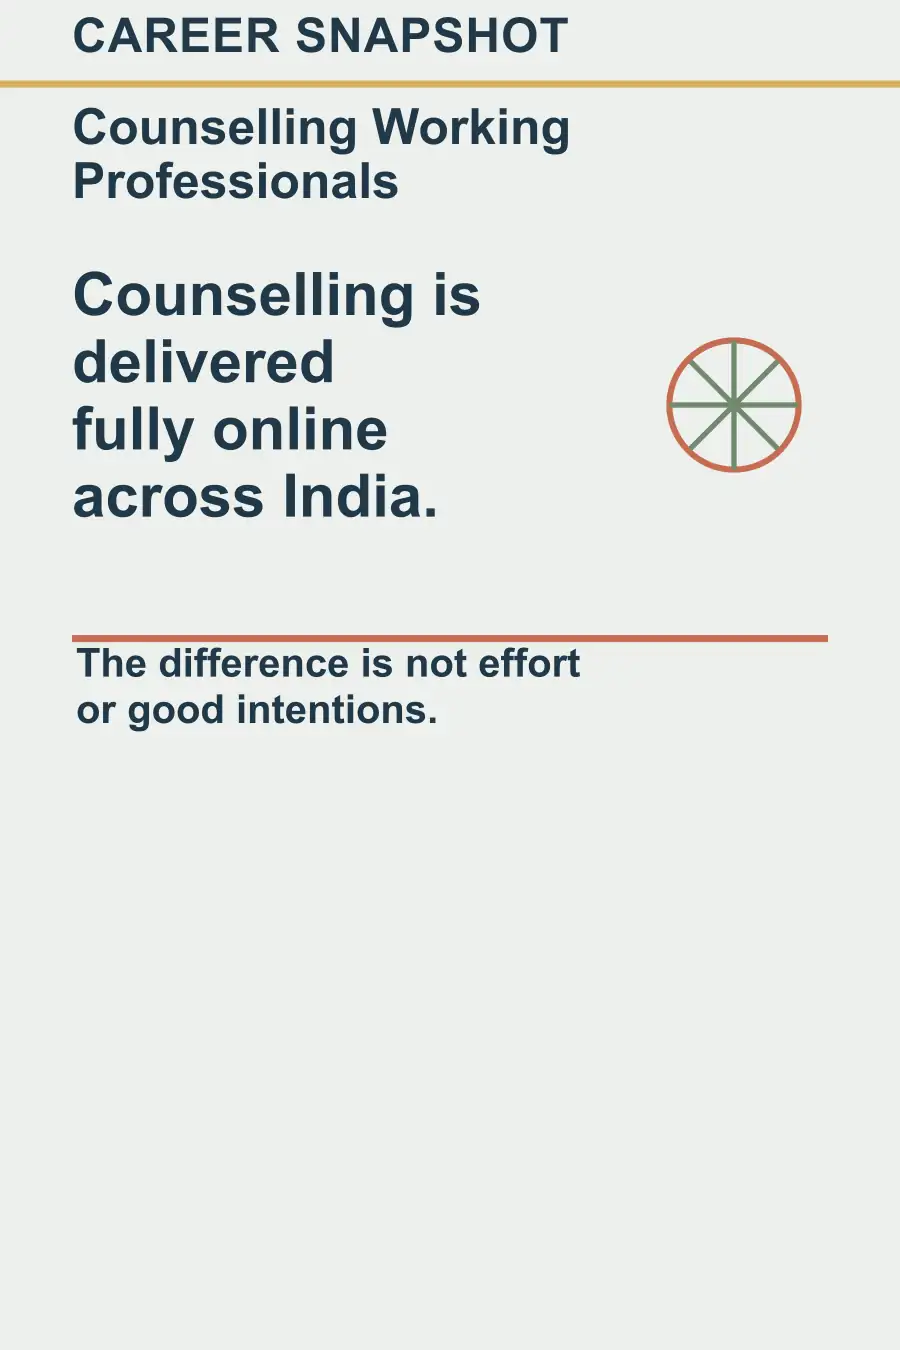 CAREER SNAPSHOT
Counselling Working
Professionals
Counselling is
delivered
fully online
across India.
The difference is not effort
or good intentions.